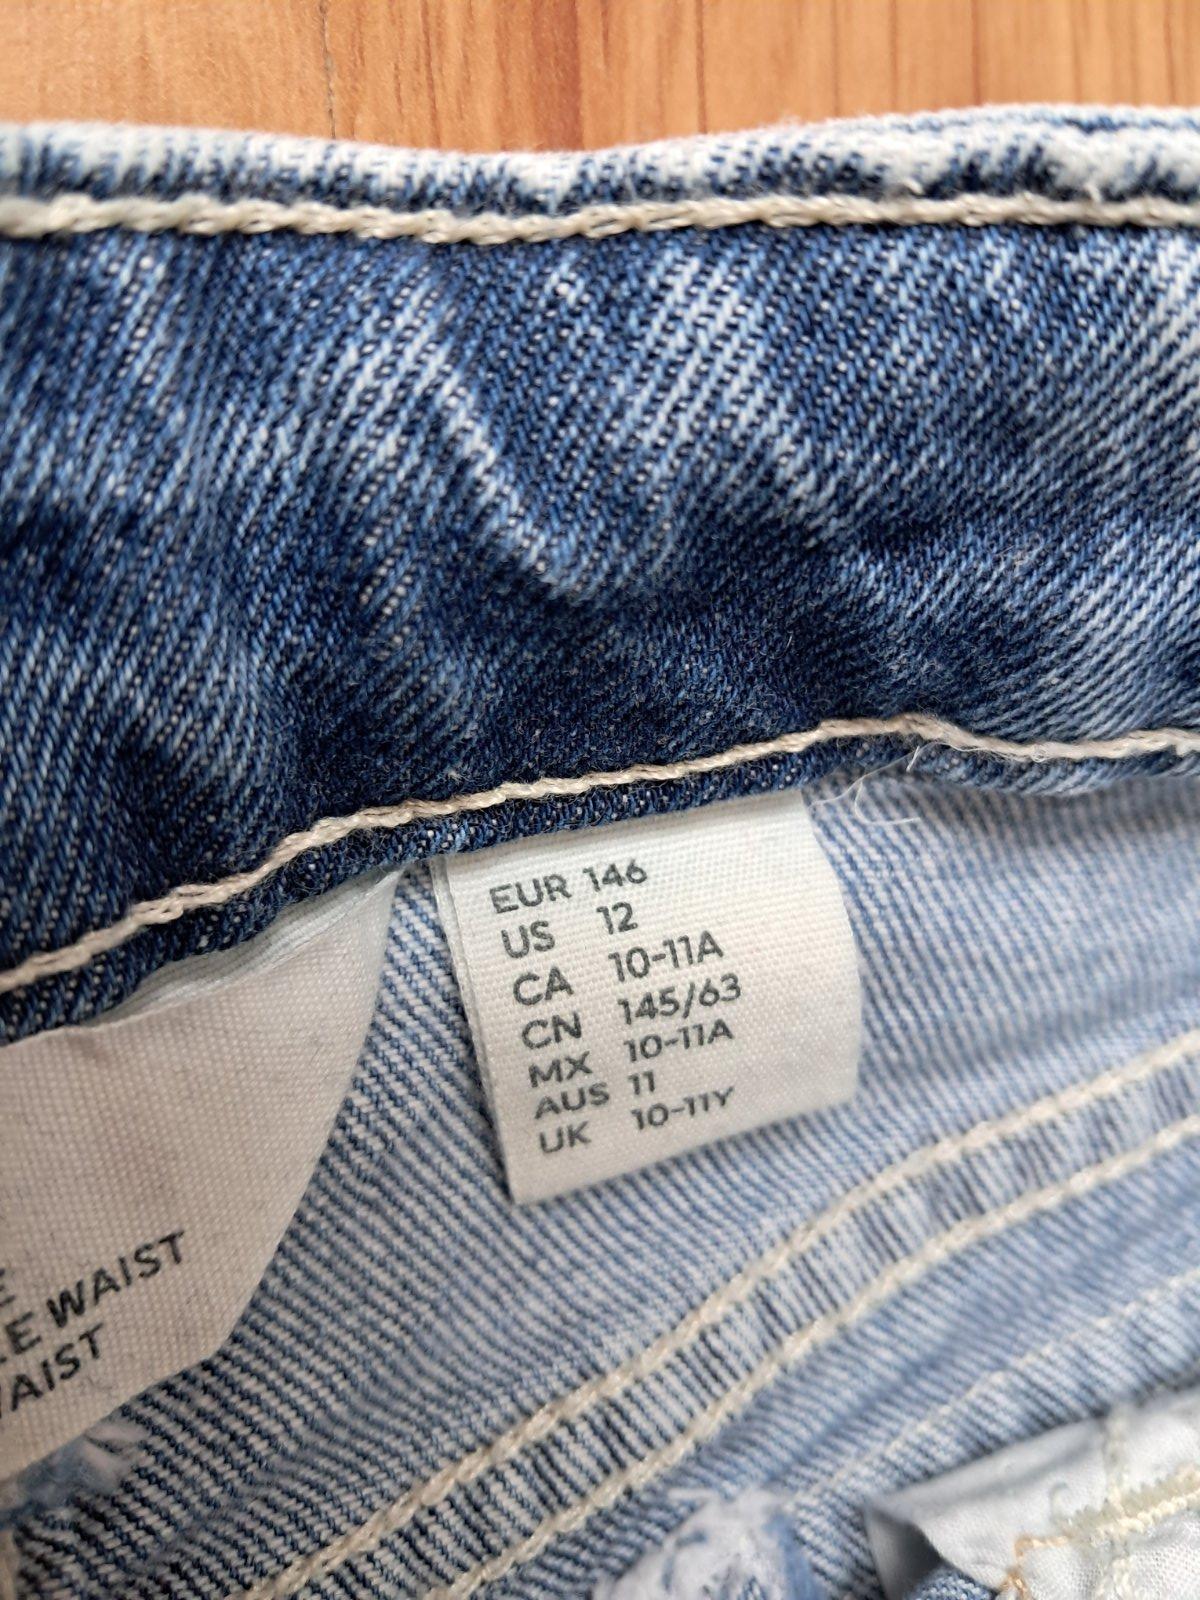 EUR 146
US 12
CA 10-11A
CN 145/63
MX 10-11A
AUS 11
UK 10-11Y
E WAIST